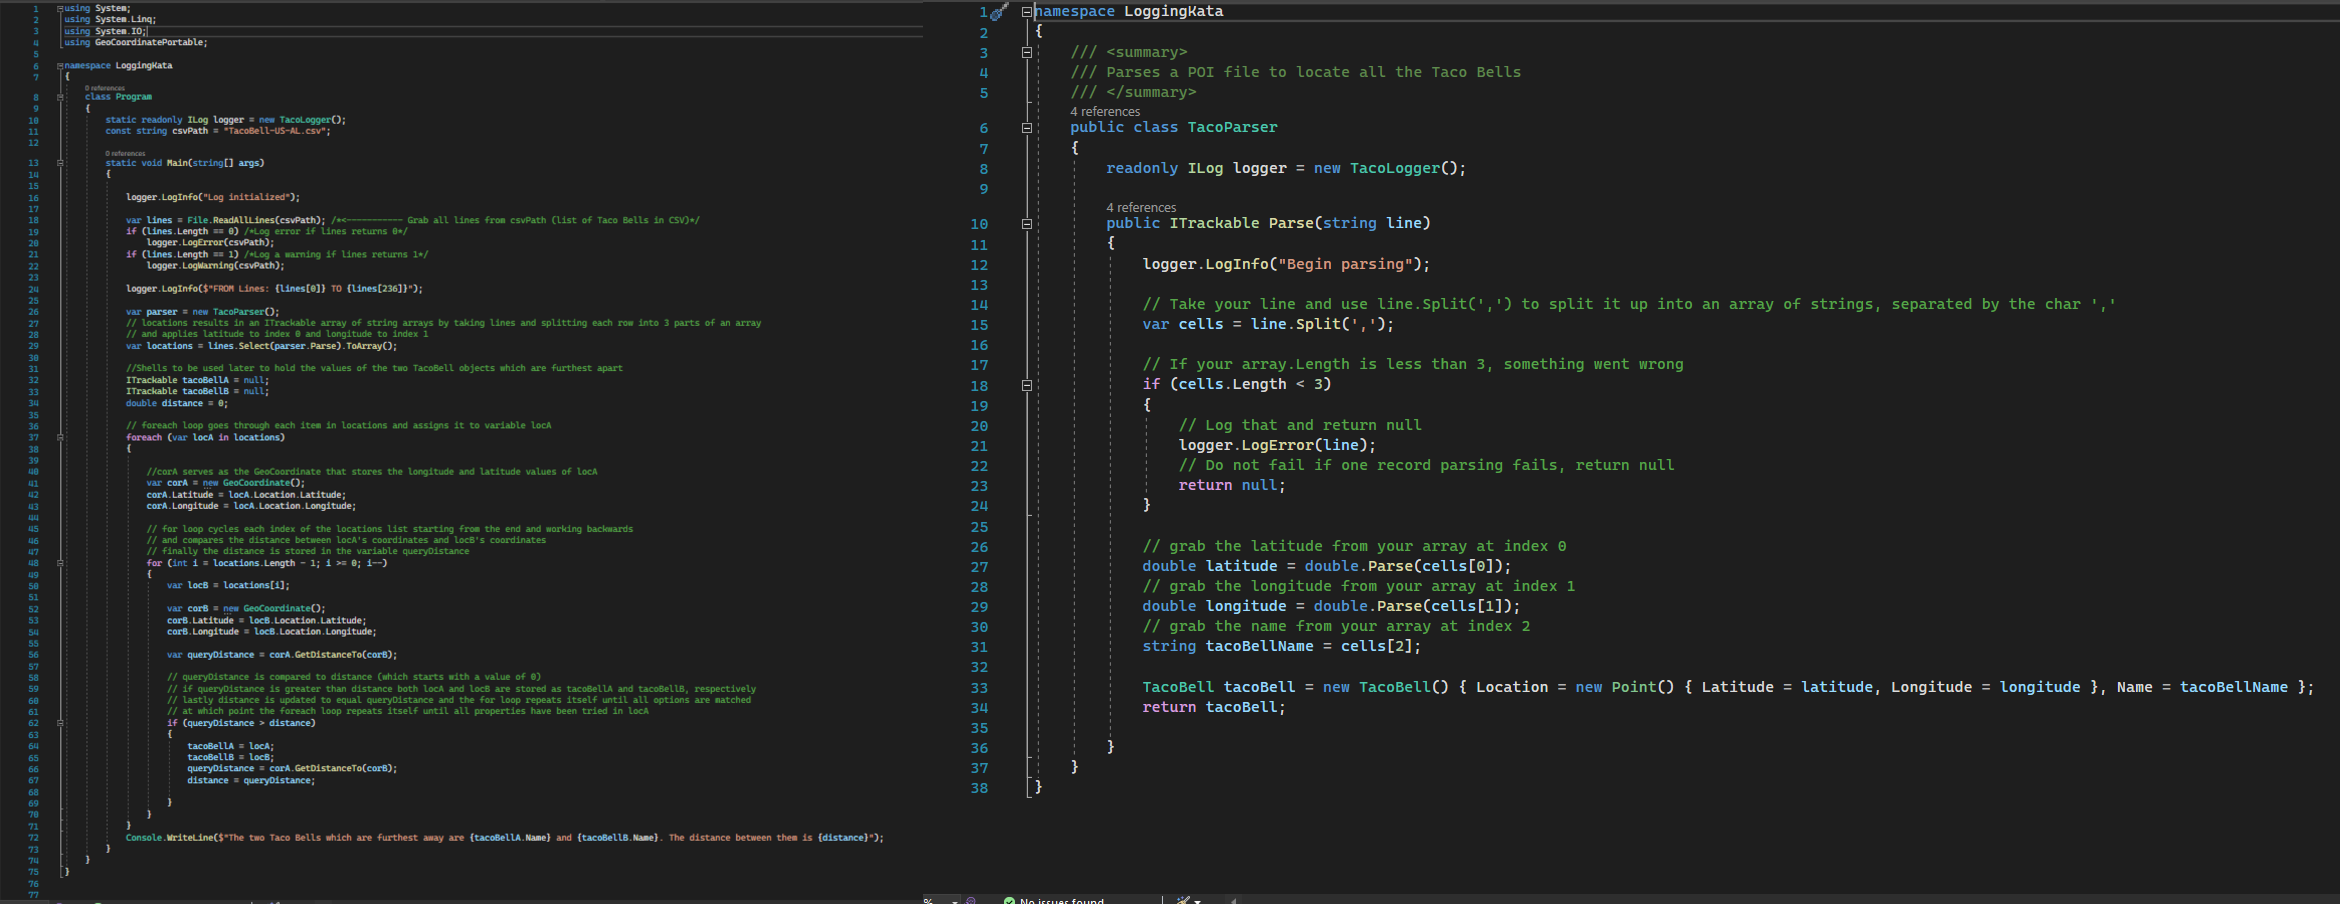 1 using System;
2 using System.Linq;
3 using System.IO;
4 using GeoCoordinatePortable;
5
6 namespace LoggingKata
7 {
0 references
8 class Program
9 {
10 static readonly ILog logger = new TacoLogger();
11 const string csvPath = "TacoBell-US-AL.csv";
12
0 references
13 static void Main(string[] args)
14 {
15
16 logger.LogInfo("Log initialized");
17
18 var lines = File.ReadAllLines(csvPath); /*<----------- Grab all lines from csvPath (list of Taco Bells in CSV)*/
19 if (lines.Length == 0) /*Log error if lines returns 0*/
20 logger.LogError(csvPath);
21 if (lines.Length == 1) /*Log a warning if lines returns 1*/
22 logger.LogWarning(csvPath);
23
24 logger.LogInfo($"FROM Lines: {lines[0]} TO {lines[236]}");
25
26 var parser = new TacoParser();
27 // locations results in an ITrackable array of string arrays by taking lines and splitting each row into 3 parts of an array
28 // and applies latitude to index 0 and longitude to index 1
29 var locations = lines.Select(parser.Parse).ToArray();
30
31 //Shells to be used later to hold the values of the two TacoBell objects which are furthest apart
32 ITrackable tacoBellA = null;
33 ITrackable tacoBellB = null;
34 double distance = 0;
35
36 // foreach loop goes through each item in locations and assigns it to variable locA
37 foreach (var locA in locations)
38 {
39
40 //corA serves as the GeoCoordinate that stores the longitude and latitude values of locA
41 var corA = new GeoCoordinate();
42 corA.Latitude = locA.Location.Latitude;
43 corA.Longitude = locA.Location.Longitude;
44
45 // for loop cycles each index of the locations list starting from the end and working backwards
46 // and compares the distance between locA's coordinates and locB's coordinates
47 // finally the distance is stored in the variable queryDistance
48 for (int i = locations.Length - 1; i >= 0; i--)
49 {
50 var locB = locations[i];
51
52 var corB = new GeoCoordinate();
53 corB.Latitude = locB.Location.Latitude;
54 corB.Longitude = locB.Location.Longitude;
55
56 var queryDistance = corA.GetDistanceTo(corB);
57
58 // queryDistance is compared to distance (which starts with a value of 0)
59 // if queryDistance is greater than distance both locA and locB are stored as tacoBellA and tacoBellB, respectively
60 // lastly distance is updated to equal queryDistance and the for loop repeats itself until all options are matched
61 // at which point the foreach loop repeats itself until all properties have been tried in locA
62 if (queryDistance > distance)
63 {
64 tacoBellA = locA;
65 tacoBellB = locB;
66 queryDistance = corA.GetDistanceTo(corB);
67 distance = queryDistance;
68
69 }
70 }
71 }
72 Console.WriteLine($"The two Taco Bells which are furthest away are {tacoBellA.Name} and {tacoBellB.Name}. The distance between them is {distance}");
73 }
74 }
75 }
76
77
1 namespace LoggingKata
2 {
3 /// <summary>
4 /// Parses a POI file to locate all the Taco Bells
5 /// </summary>
4 references
6 public class TacoParser
7 {
8 readonly ILog logger = new TacoLogger();
9
4 references
10 public ITrackable Parse(string line)
11 {
12 logger.LogInfo("Begin parsing");
13
14 // Take your line and use line.Split(',') to split it up into an array of strings, separated by the char ','
15 var cells = line.Split(',');
16
17 // If your array.Length is less than 3, something went wrong
18 if (cells.Length < 3)
19 {
20 // Log that and return null
21 logger.LogError(line);
22 // Do not fail if one record parsing fails, return null
23 return null;
24 }
25
26 // grab the latitude from your array at index 0
27 double latitude = double.Parse(cells[0]);
28 // grab the longitude from your array at index 1
29 double longitude = double.Parse(cells[1]);
30 // grab the name from your array at index 2
31 string tacoBellName = cells[2];
32
33 TacoBell tacoBell = new TacoBell() { Location = new Point() { Latitude = latitude, Longitude = longitude }, Name = tacoBellName };
34 return tacoBell;
35
36 }
37 }
38 }
% No issues found